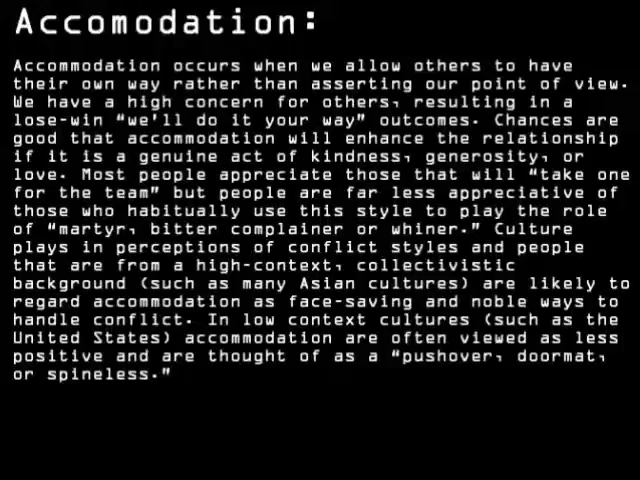 Accomodation:
Accommodation occurs when we allow others to have
their own way rather than asserting our point of view.
We have a high concern for others, resulting in a
lose-win “we’ll do it your way” outcomes. Chances are
good that accommodation will enhance the relationship
if it is a genuine act of kindness, generosity, or
love. Most people appreciate those that will “take one
for the team” but people are far less appreciative of
those who habitually use this style to play the role
of “martyr, bitter complainer or whiner.” Culture
plays in perceptions of conflict styles and people
that are from a high-context, collectivistic
background (such as many Asian cultures) are likely to
regard accommodation as face-saving and noble ways to
handle conflict. In low context cultures (such as the
United States) accommodation are often viewed as less
positive and are thought of as a “pushover, doormat,
or spineless.”